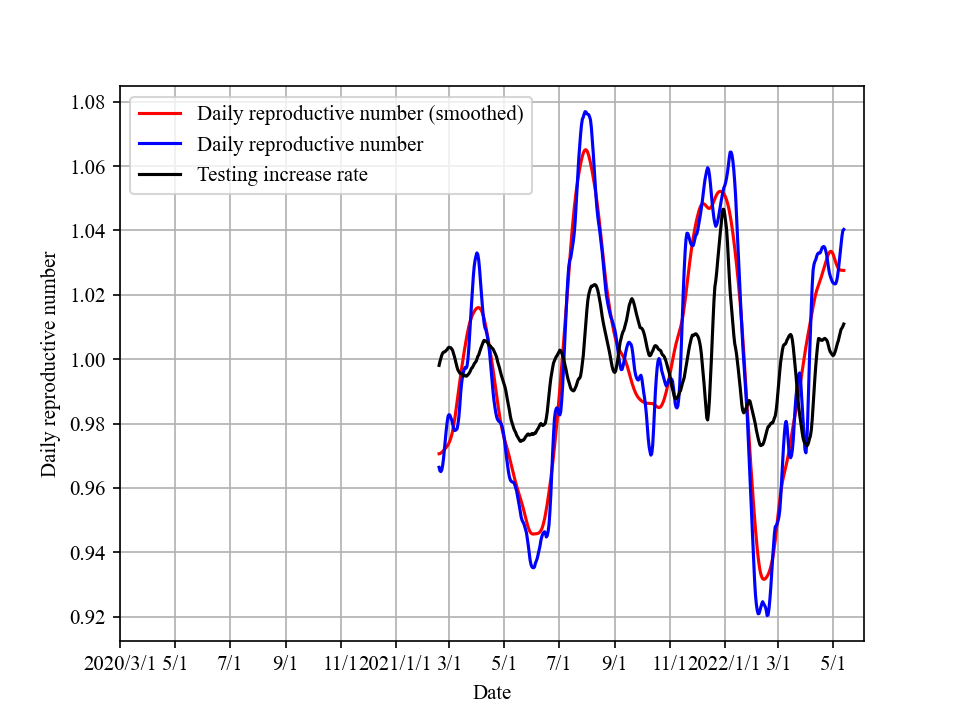 Daily reproductive number (smoothed)
Daily reproductive number
Testing increase rate
Daily reproductive number
1.08
1.06
1.04
1.02
1.00
0.98
0.96
0.94
0.92
2020/3/1 5/1 7/1 9/1 11/1 2021/1/1 3/1 5/1 7/1 9/1 11/1 2022/1/1 3/1 5/1
Date